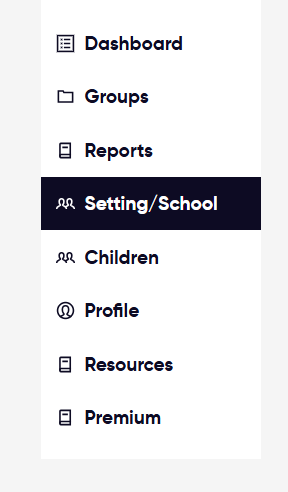 Dashboard
Groups
Reports
Setting/School
Children
Profile
Resources
Premium